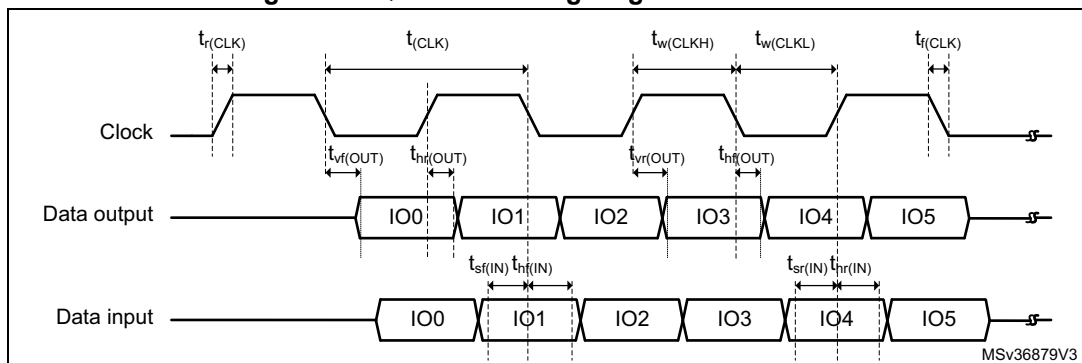 tr(CLK) t(CLK) tw(CLKH) tw(CLKL) tf(CLK)
Clock
tvf(OUT) thr(OUT) tvr(OUT) thf(OUT)
Data output IO0 IO1 IO2 IO3 IO4 IO5
tsf(IN) thf(IN) tsr(IN) thr(IN)
Data input IO0 IO1 IO2 IO3 IO4 IO5
MSv36879V3